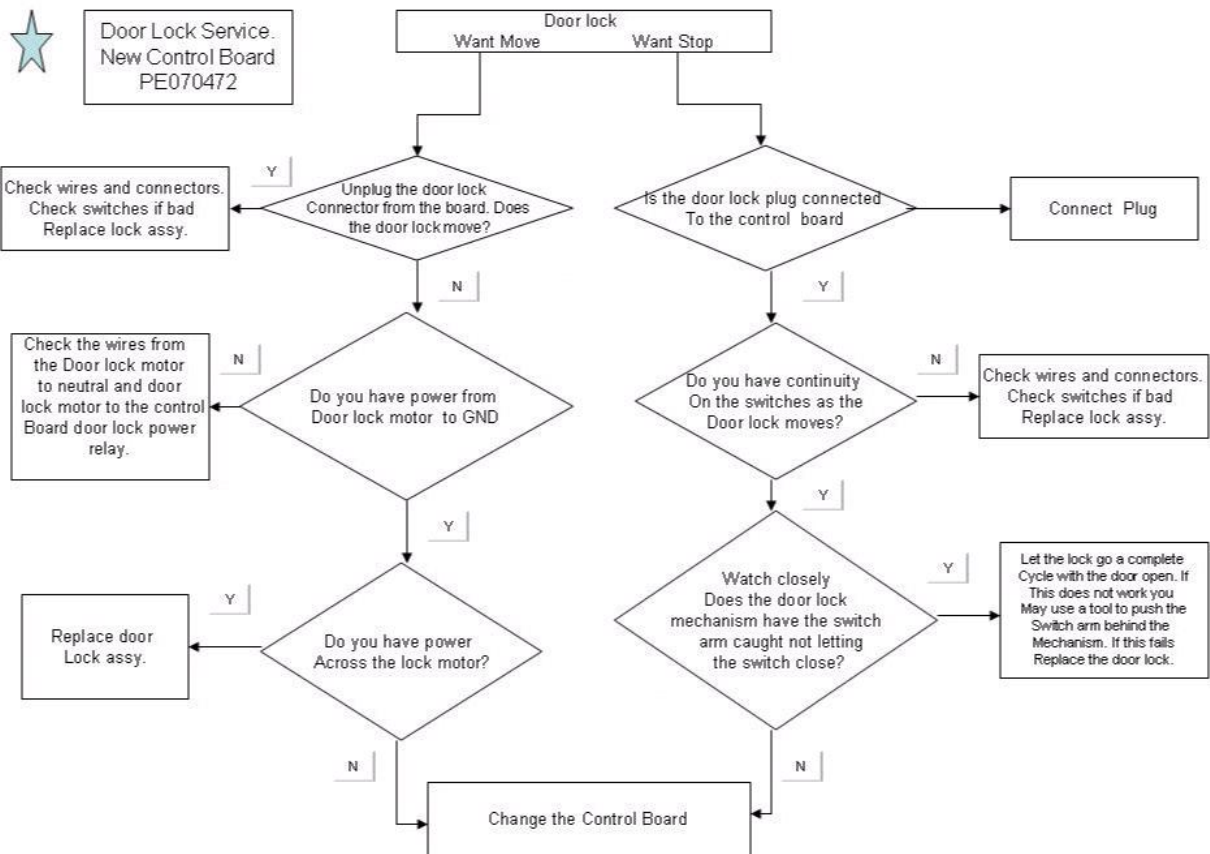 Door Lock Service.
New Control Board
PE070472
Door lock
Want Move Want Stop
Y
Check wires and connectors.
Check switches if bad
Replace lock assy.
Unplug the door lock
Connector from the board. Does
the door lock move?
Is the door lock plug connected
To the control board
Connect Plug
N
Y
Check the wires from
the Door lock motor
to neutral and door
lock motor to the control
Board door lock power
relay.
N
Do you have power from
Door lock motor to GND
Do you have continuity
On the switches as the
Door lock moves?
N
Check wires and connectors.
Check switches if bad
Replace lock assy.
Y
Y
Replace door
Lock assy.
Y
Do you have power
Across the lock motor?
Watch closely
Does the door lock
mechanism have the switch
arm caught not letting
the switch close?
Y
Let the lock go a complete
Cycle with the door open. If
This does not work you
May use a tool to push the
Switch arm behind the
Mechanism. If this fails
Replace the door lock.
N
N
Change the Control Board